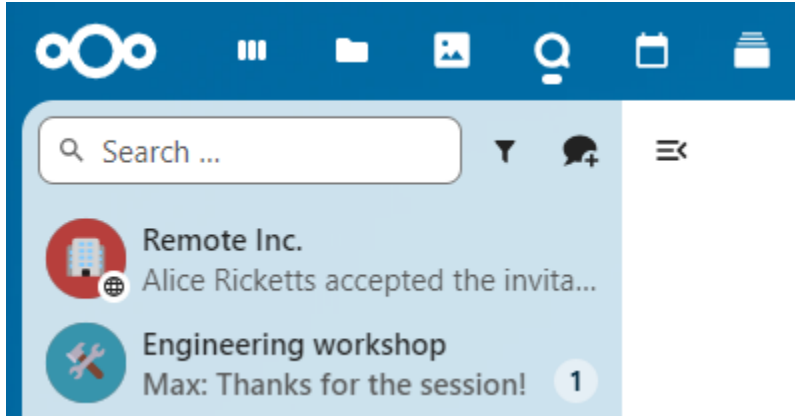 Search ...
Remote Inc.
Alice Ricketts accepted the invita...
Engineering workshop
Max: Thanks for the session!
1